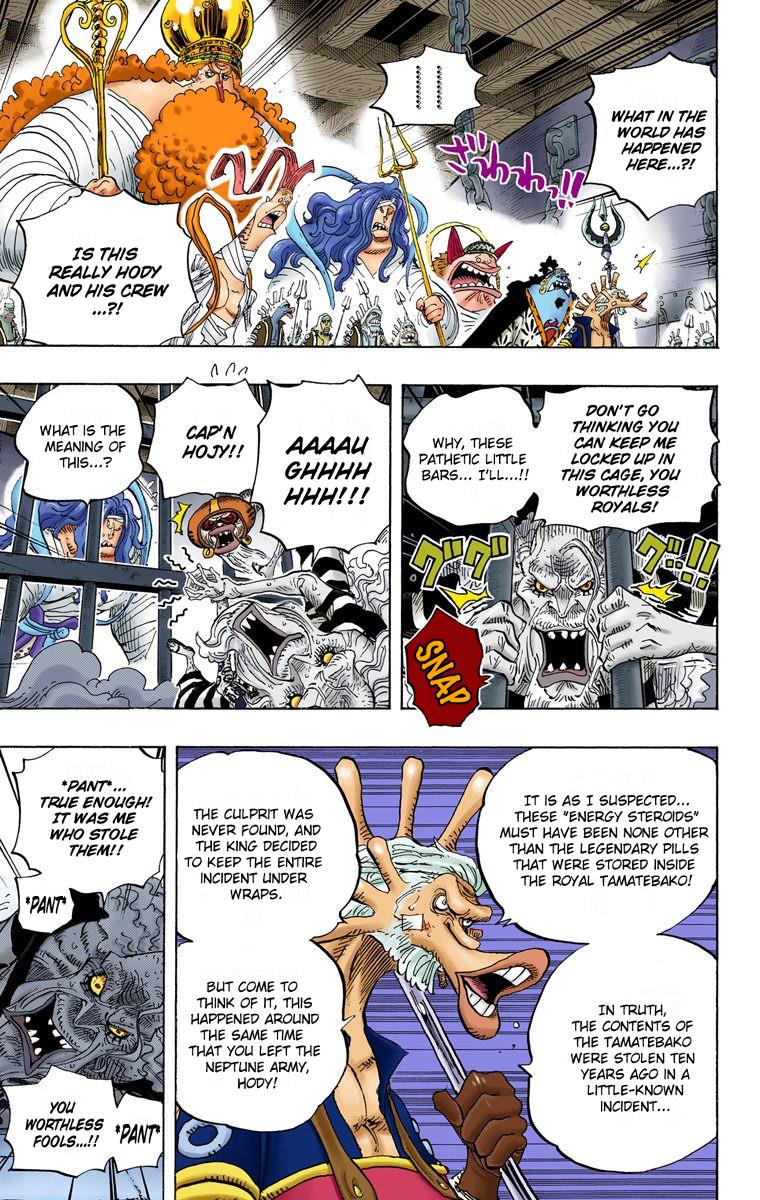 WHAT IN THE
WORLD HAS
HAPPENED
HERE...?!
ざわわっ!!
IS THIS
REALLY HODY
AND HIS CREW
...?!
DON'T GO
THINKING YOU
CAN KEEP ME
LOCKED UP IN
THIS CAGE, YOU
WORTHLESS
ROYALS!
WHY, THESE
PATHETIC LITTLE
BARS... I'LL...!!
グッ!!
ググ
SNAP
AAAAU
GHHHH
HHH!!!
CAP'N
HOJY!!
WHAT IS THE
MEANING OF
THIS...?
IT IS AS I SUSPECTED...
THESE "ENERGY STEROIDS"
MUST HAVE BEEN NONE OTHER
THAN THE LEGENDARY PILLS
THAT WERE STORED INSIDE
THE ROYAL TAMATEBAKO!
IN TRUTH,
THE CONTENTS OF
THE TAMATEBAKO
WERE STOLEN TEN
YEARS AGO IN A
LITTLE-KNOWN
INCIDENT...
THE CULPRIT WAS
NEVER FOUND, AND
THE KING DECIDED
TO KEEP THE ENTIRE
INCIDENT UNDER
WRAPS.
BUT COME TO
THINK OF IT, THIS
HAPPENED AROUND
THE SAME TIME
THAT YOU LEFT THE
NEPTUNE ARMY,
HODY!
*PANT*...
TRUE ENOUGH!
IT WAS ME
WHO STOLE
THEM!!
*PANT*
YOU
WORTHLESS
FOOLS...!!
*PANT*